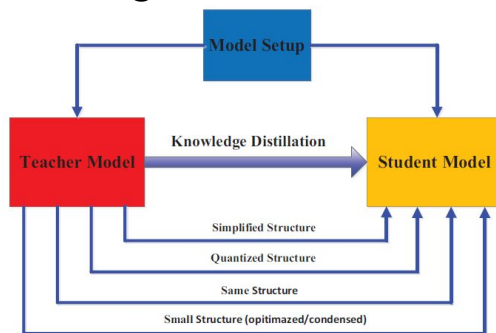 Model Setup
Knowledge Distillation
Teacher Model
Student Model
Simplified Structure
Quantized Structure
Same Structure
Small Structure (opitimazed/condensed)